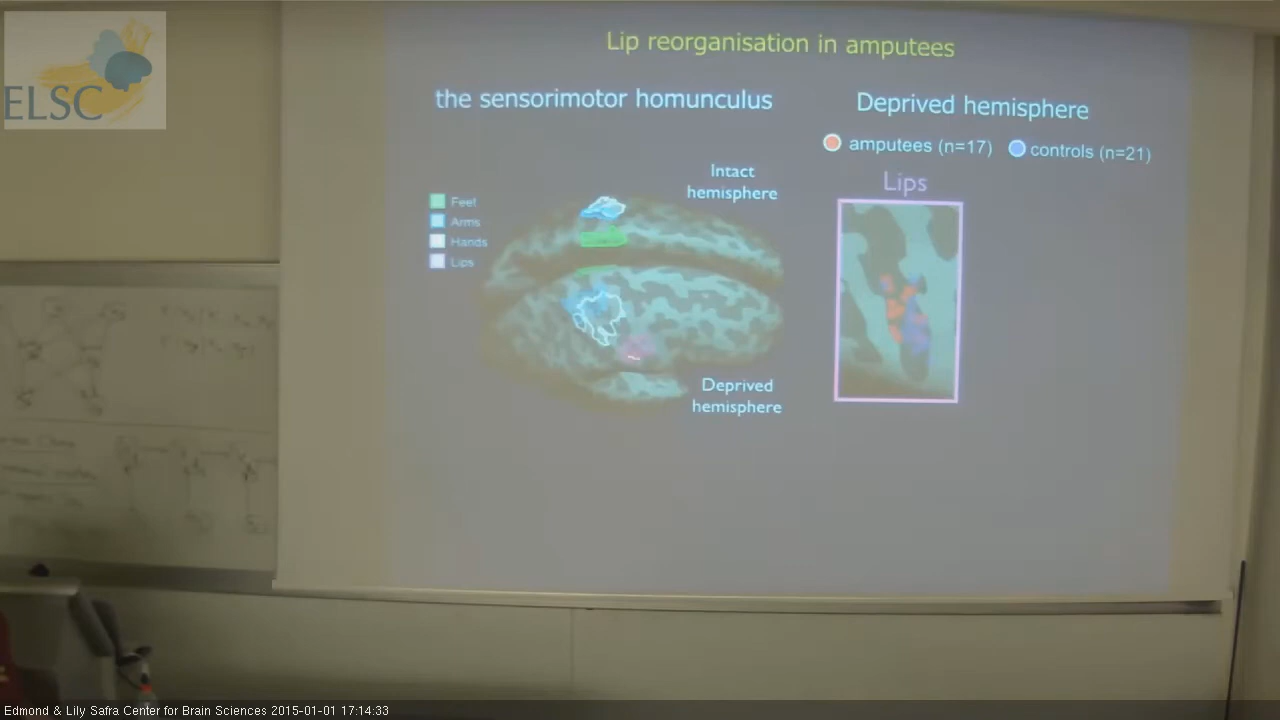 ELSC
Lip reorganisation in amputees
the sensorimotor homunculus
Deprived hemisphere
amputees (n=17) controls (n=21)
Intact
hemisphere
Lips
Feet
Arms
Hands
Lips
Deprived
hemisphere
Edmond & Lily Safra Center for Brain Sciences 2015-01-01 17:14:33